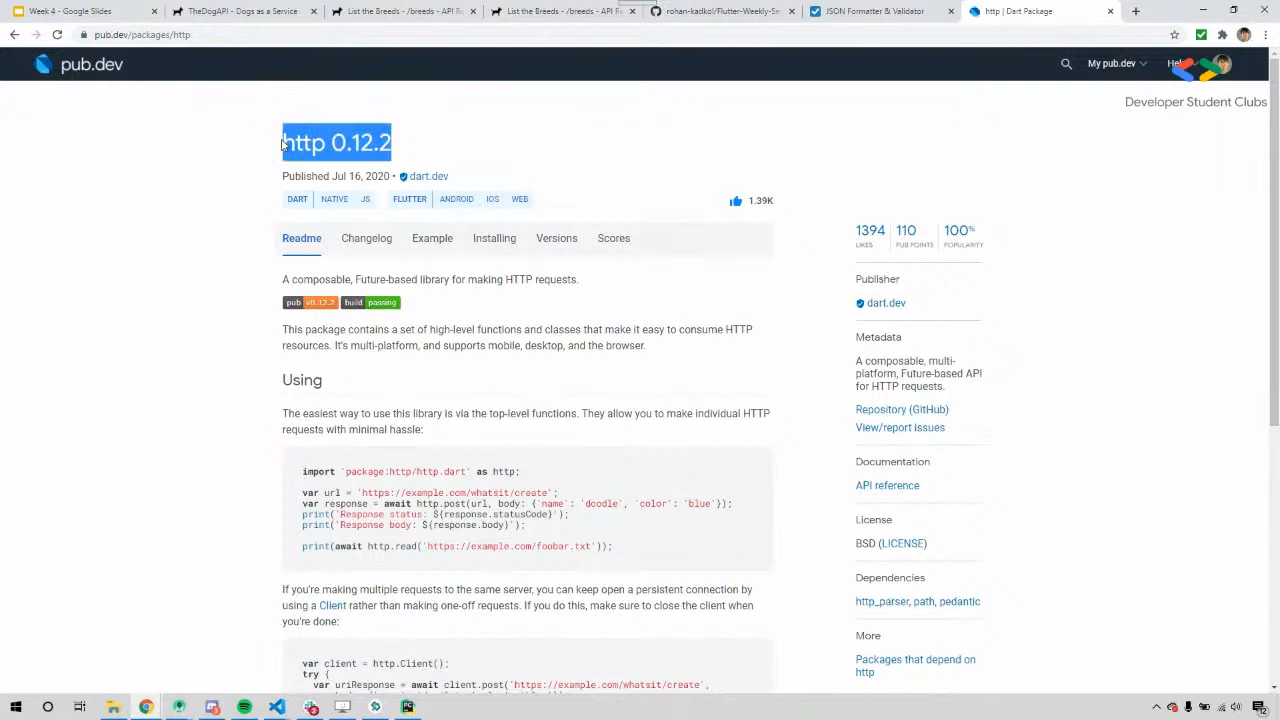 Week 4 - Google Slides
TheDogAPI - Dogs as a Service
List the Breeds - /breeds - API Re
List the Breeds - /breeds - API Re
rohan-kadkol/Flutter-Weekly-Se
JSON Formatter & Validator
http | Dart Package
pub.dev/packages/http
pub.dev
My pub.dev
Developer Student Clubs
http 0.12.2
Published Jul 16, 2020 • dart.dev
DART NATIVE JS FLUTTER ANDROID IOS WEB
1.39K
Readme Changelog Example Installing Versions Scores
A composable, Future-based library for making HTTP requests.
pub v0.12.2 build passing
This package contains a set of high-level functions and classes that make it easy to consume HTTP
resources. It's multi-platform, and supports mobile, desktop, and the browser.
Using
The easiest way to use this library is via the top-level functions. They allow you to make individual HTTP
requests with minimal hassle:
import 'package:http/http.dart' as http;
var url = 'https://example.com/whatsit/create';
var response = await http.post(url, body: {'name': 'doodle', 'color': 'blue'});
print('Response status: ${response.statusCode}');
print('Response body: ${response.body}');
print(await http.read('https://example.com/foobar.txt'));
If you're making multiple requests to the same server, you can keep open a persistent connection by
using a Client rather than making one-off requests. If you do this, make sure to close the client when
you're done:
var client = http.Client();
try {
var uriResponse = await client.post('https://example.com/whatsit/create',
1394 110 100%
LIKES PUB POINTS POPULARITY
Publisher
dart.dev
Metadata
A composable, multi-
platform, Future-based API
for HTTP requests.
Repository (GitHub)
View/report issues
Documentation
API reference
License
BSD (LICENSE)
Dependencies
http_parser, path, pedantic
More
Packages that depend on
http